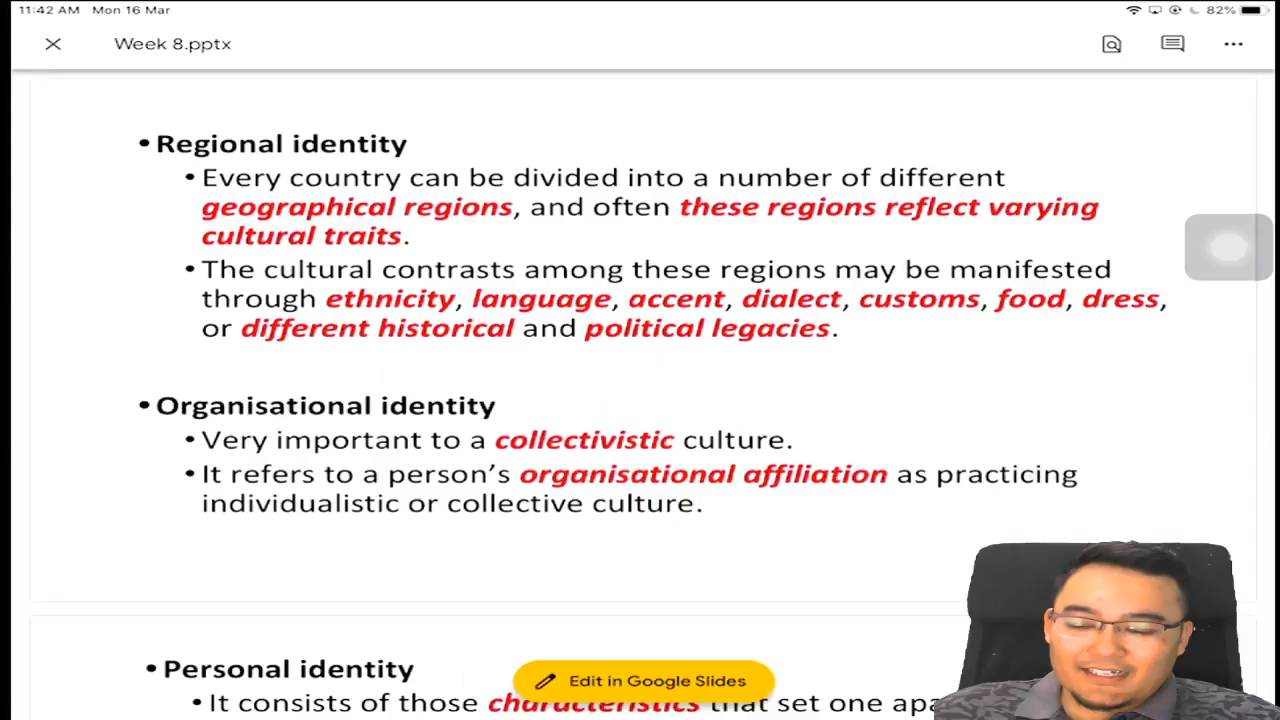 11:42 AM Mon 16 Mar
82%
Week 8.pptx
• Regional identity
• Every country can be divided into a number of different
geographical regions, and often these regions reflect varying
cultural traits.
• The cultural contrasts among these regions may be manifested
through ethnicity, language, accent, dialect, customs, food, dress,
or different historical and political legacies.
• Organisational identity
• Very important to a collectivistic culture.
• It refers to a person's organisational affiliation as practicing
individualistic or collective culture.
• Personal identity
Edit in Google Slides
• It consists of those characteristics that set one